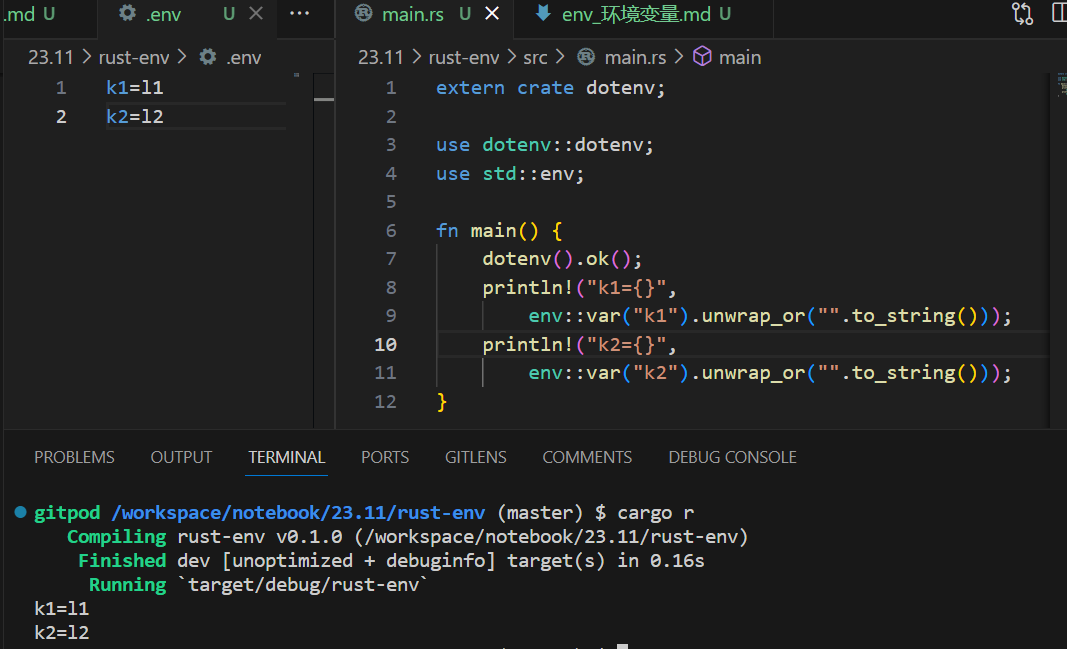 .md U
.env U
···
main.rs U
env_环境变量.md U
23.11 > rust-env > .env
23.11 > rust-env > src > main.rs > main
1 k1=l1
2 k2=l2
1 extern crate dotenv;
2
3 use dotenv::dotenv;
4 use std::env;
5
6 fn main() {
7     dotenv().ok();
8     println!("k1={}",
9         env::var("k1").unwrap_or("".to_string()));
10     println!("k2={}",
11         env::var("k2").unwrap_or("".to_string()));
12 }
PROBLEMS OUTPUT TERMINAL PORTS GITLENS COMMENTS DEBUG CONSOLE
gitpod /workspace/notebook/23.11/rust-env (master) $ cargo r
   Compiling rust-env v0.1.0 (/workspace/notebook/23.11/rust-env)
    Finished dev [unoptimized + debuginfo] target(s) in 0.16s
     Running `target/debug/rust-env`
k1=l1
k2=l2